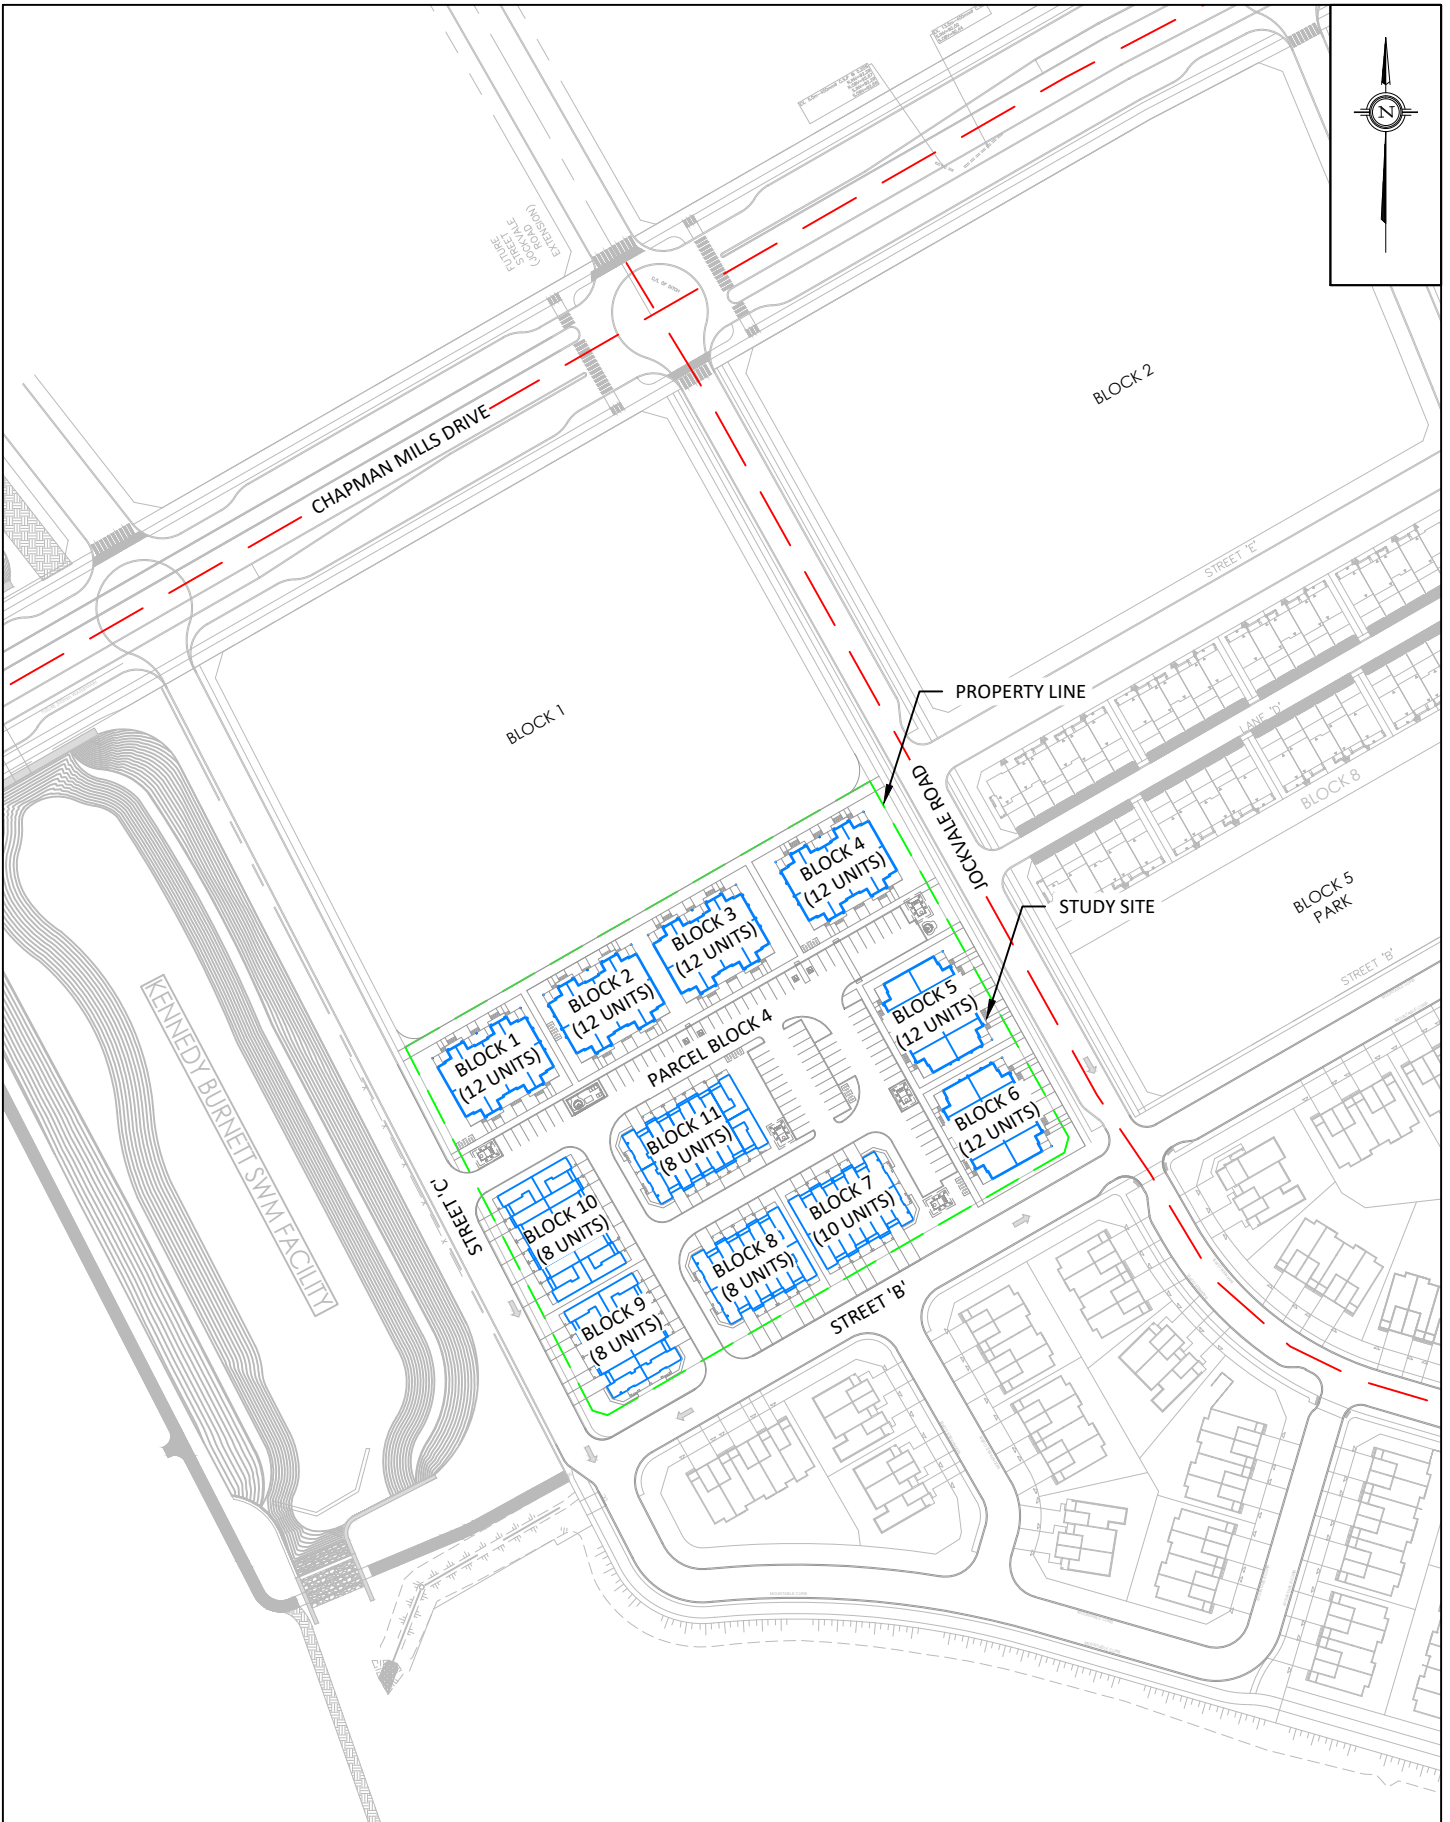 N
FUTURE
STREET
(JOCKVALE
ROAD
EXTENSION)
CHAPMAN MILLS DRIVE
BLOCK 2
STREET 'E'
BLOCK 1
PROPERTY LINE
LANE 'D'
BLOCK 8
JOCKVALE ROAD
BLOCK 5
PARK
STUDY SITE
STREET 'B'
BLOCK 4
(12 UNITS)
BLOCK 3
(12 UNITS)
BLOCK 2
(12 UNITS)
BLOCK 1
(12 UNITS)
BLOCK 5
(12 UNITS)
PARCEL BLOCK 4
BLOCK 6
(12 UNITS)
BLOCK 11
(8 UNITS)
KENNEDY BURNETT SWM FACILITY
STREET 'C'
BLOCK 10
(8 UNITS)
BLOCK 7
(10 UNITS)
BLOCK 8
(8 UNITS)
BLOCK 9
(8 UNITS)
STREET 'B'